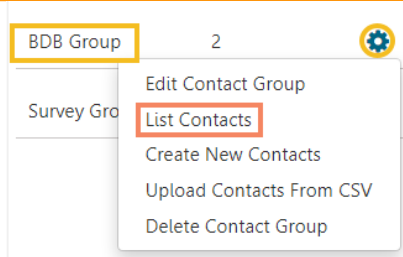 BDB Group 2
Edit Contact Group
Survey Gro
List Contacts
Create New Contacts
Upload Contacts From CSV
Delete Contact Group